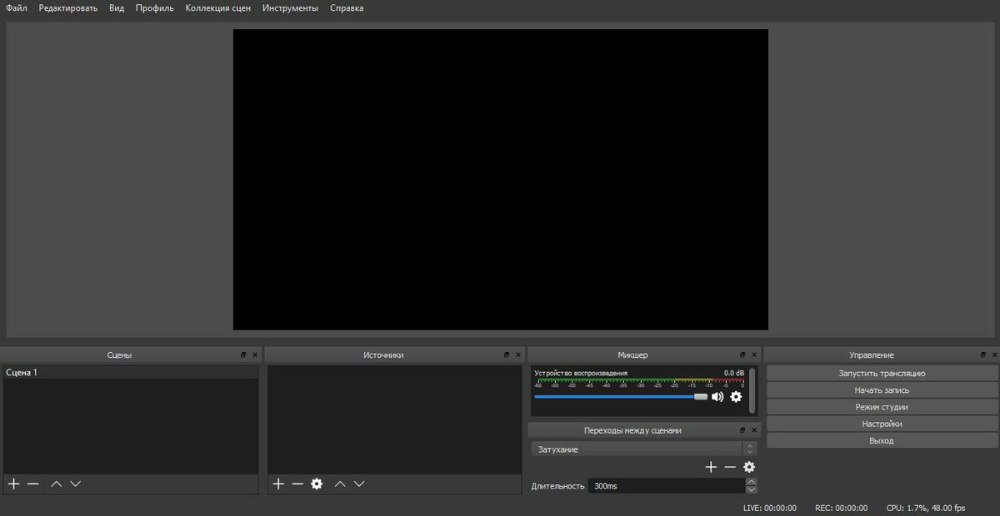 Файл Редактировать Вид Профиль Коллекция сцен Инструменты Справка
Сцены
Сцена 1
Источники
Микшер
Устройство воспроизведения 0.0 dB
-60 -55 -50 -45 -40 -35 -30 -25 -20 -15 -10 -5 0
Переходы между сценами
Затухание
Длительность 300ms
Управление
Запустить трансляцию
Начать запись
Режим студии
Настройки
Выход
LIVE: 00:00:00 REC: 00:00:00 CPU: 1.7%, 48.00 fps